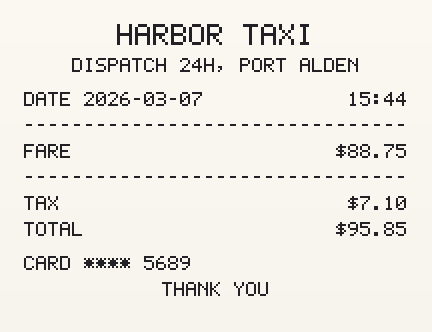 HARBOR TAXI
DISPATCH 24H, PORT ALDEN
DATE 2026-03-07 15:44
--------------------------------
FARE $88.75
--------------------------------
TAX $7.10
TOTAL $95.85
CARD **** 5689
THANK YOU